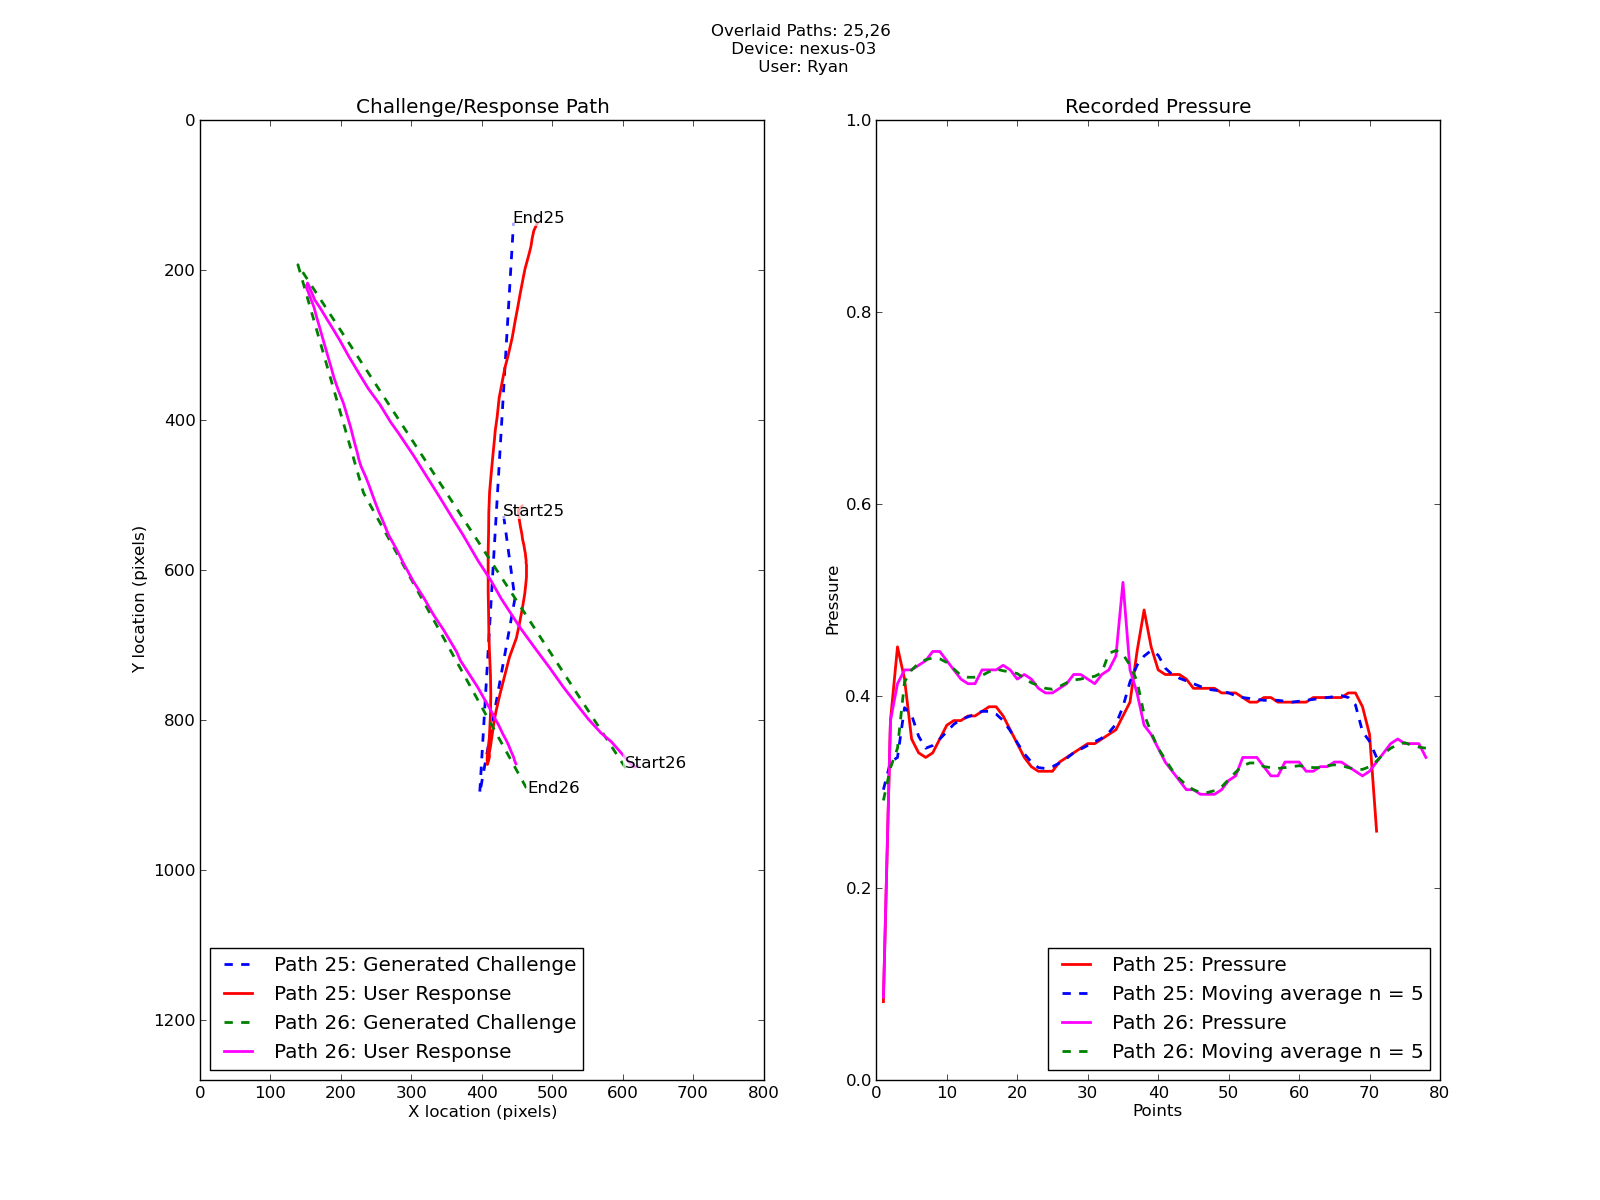 Overlaid Paths: 25,26
Device: nexus-03
User: Ryan
Challenge/Response Path
0
200
400
600
800
1000
1200
Y location (pixels)
End25
Start25
Start26
End26
Path 25: Generated Challenge
Path 25: User Response
Path 26: Generated Challenge
Path 26: User Response
0 100 200 300 400 500 600 700 800
X location (pixels)
Recorded Pressure
1.0
0.8
0.6
0.4
0.2
0.0
Pressure
Path 25: Pressure
Path 25: Moving average n = 5
Path 26: Pressure
Path 26: Moving average n = 5
0 10 20 30 40 50 60 70 80
Points